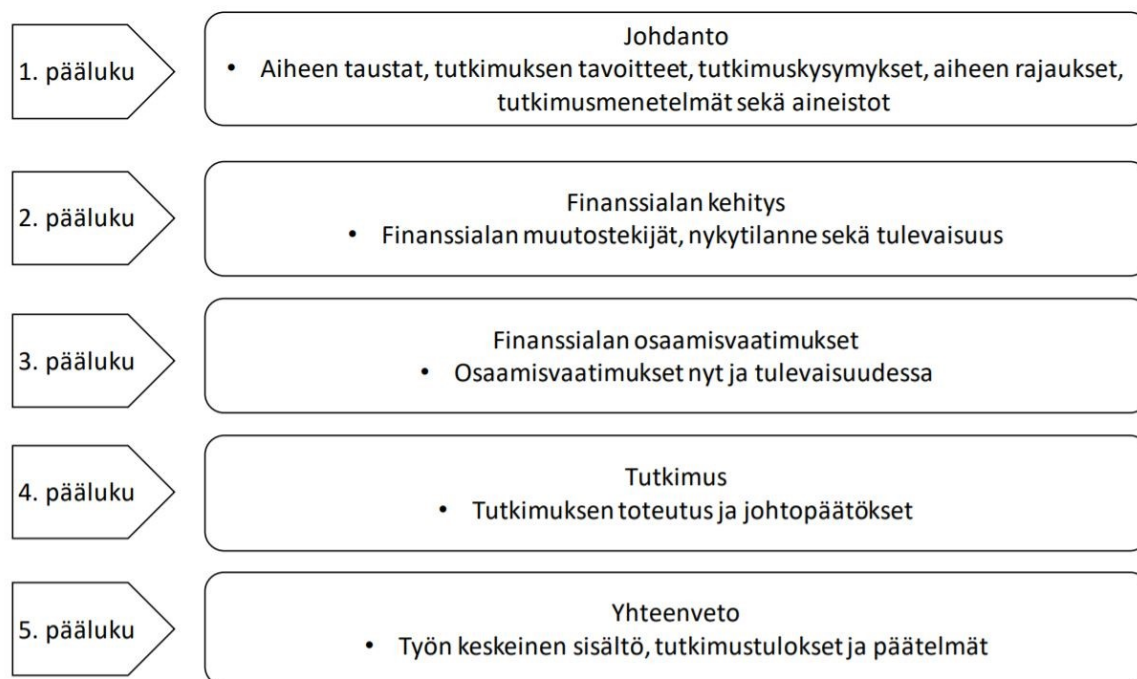 1. pääluku
Johdanto
• Aiheen taustat, tutkimuksen tavoitteet, tutkimuskysymykset, aiheen rajaukset,
tutkimusmenetelmät sekä aineistot
2. pääluku
Finanssialan kehitys
• Finanssialan muutostekijät, nykytilanne sekä tulevaisuus
3. pääluku
Finanssialan osaamisvaatimukset
• Osaamisvaatimukset nyt ja tulevaisuudessa
4. pääluku
Tutkimus
• Tutkimuksen toteutus ja johtopäätökset
5. pääluku
Yhteenveto
• Työn keskeinen sisältö, tutkimustulokset ja päätelmät